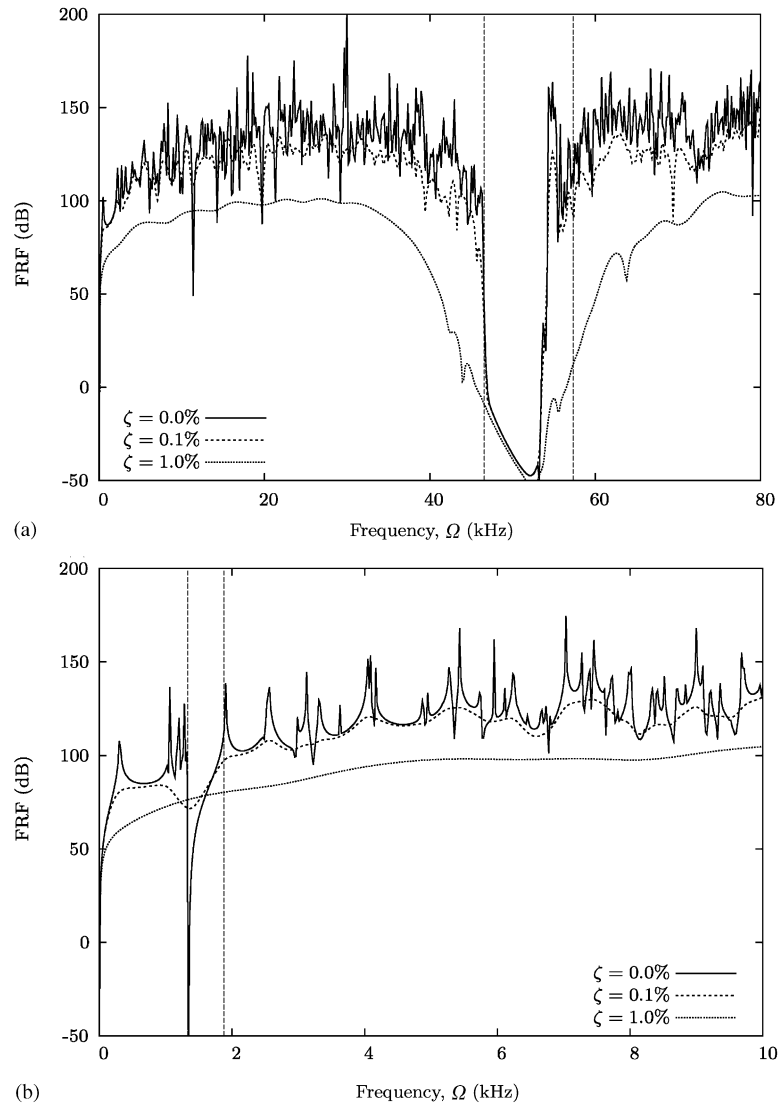 200
150
100
50
0
-50
FRF (dB)
ζ = 0.0%
ζ = 0.1%
ζ = 1.0%
0 20 40 60 80
(a) Frequency, Ω (kHz)
200
150
100
50
0
-50
FRF (dB)
ζ = 0.0%
ζ = 0.1%
ζ = 1.0%
0 2 4 6 8 10
(b) Frequency, Ω (kHz)